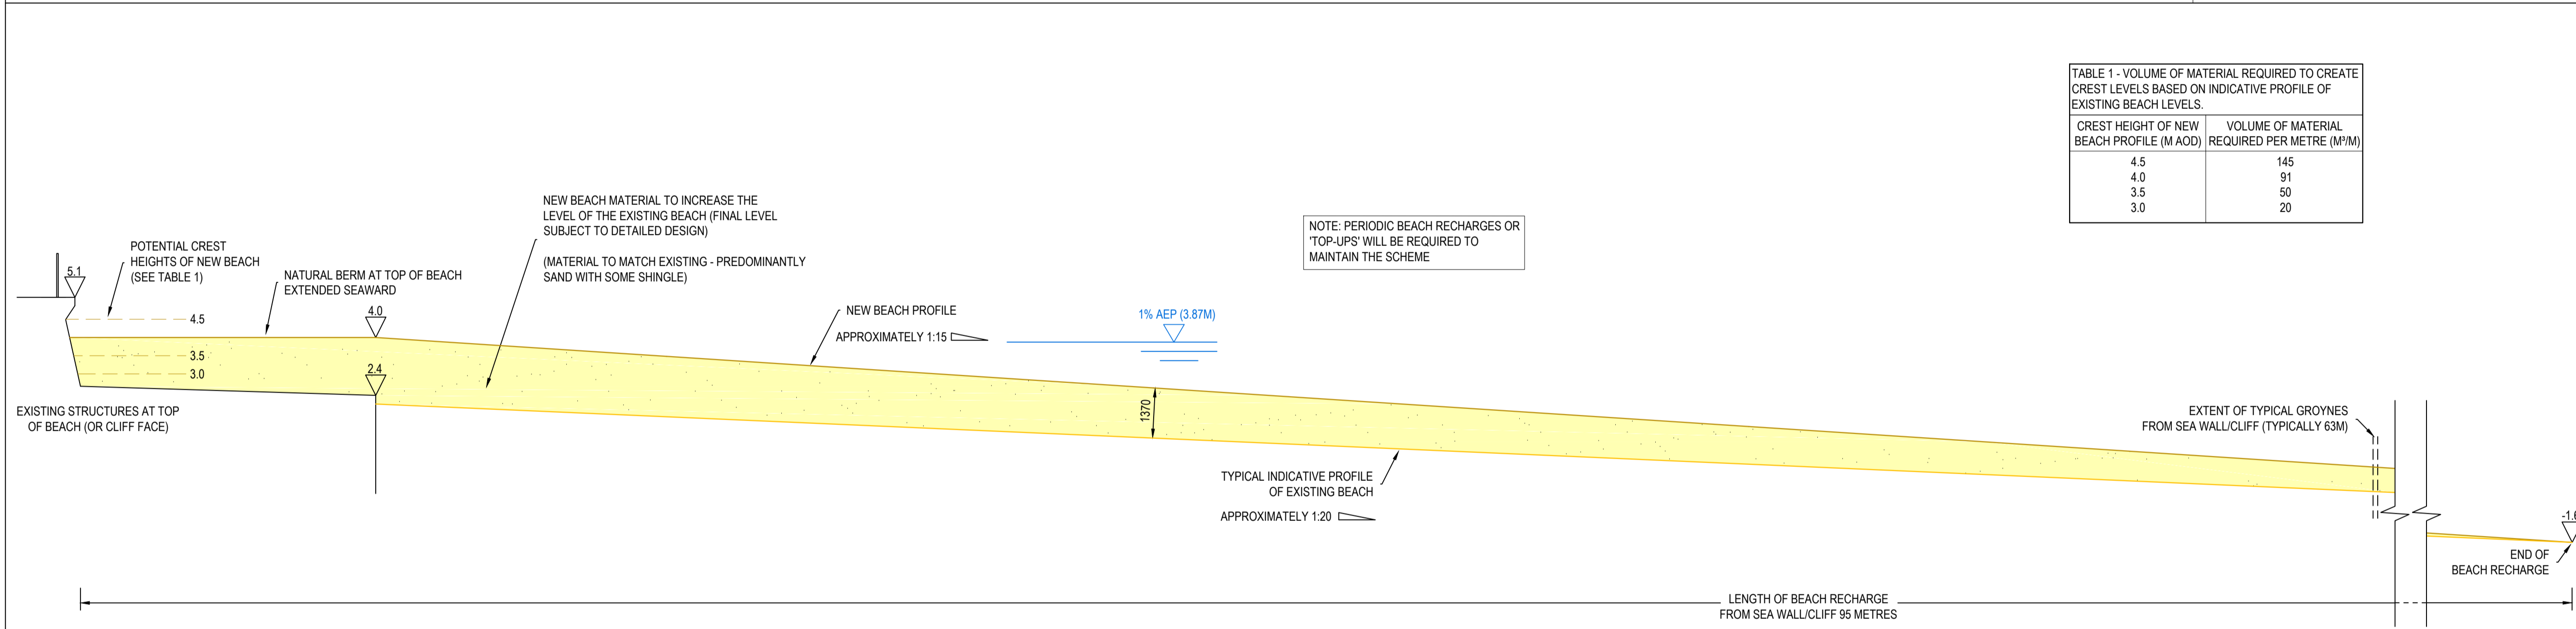 TABLE 1 - VOLUME OF MATERIAL REQUIRED TO CREATE
CREST LEVELS BASED ON INDICATIVE PROFILE OF
EXISTING BEACH LEVELS.
CREST HEIGHT OF NEW
BEACH PROFILE (M AOD)
VOLUME OF MATERIAL
REQUIRED PER METRE (M³/M)
4.5 145
4.0 91
3.5 50
3.0 20
NEW BEACH MATERIAL TO INCREASE THE
LEVEL OF THE EXISTING BEACH (FINAL LEVEL
SUBJECT TO DETAILED DESIGN)
(MATERIAL TO MATCH EXISTING - PREDOMINANTLY
SAND WITH SOME SHINGLE)
NOTE: PERIODIC BEACH RECHARGES OR
'TOP-UPS' WILL BE REQUIRED TO
MAINTAIN THE SCHEME
POTENTIAL CREST
HEIGHTS OF NEW BEACH
(SEE TABLE 1)
5.1
NATURAL BERM AT TOP OF BEACH
EXTENDED SEAWARD
4.0
4.5
3.5
3.0
2.4
NEW BEACH PROFILE
APPROXIMATELY 1:15
1% AEP (3.87M)
1370
EXISTING STRUCTURES AT TOP
OF BEACH (OR CLIFF FACE)
EXTENT OF TYPICAL GROYNES
FROM SEA WALL/CLIFF (TYPICALLY 63M)
TYPICAL INDICATIVE PROFILE
OF EXISTING BEACH
APPROXIMATELY 1:20
-1.6
END OF
BEACH RECHARGE
LENGTH OF BEACH RECHARGE
FROM SEA WALL/CLIFF 95 METRES